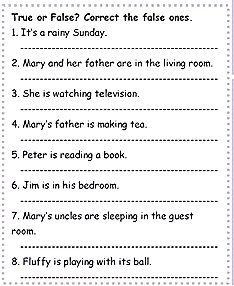 True or False? Correct the false ones.
1. It's a rainy Sunday.
2. Mary and her father are in the living room.
3. She is watching television.
4. Mary's father is making tea.
5. Peter is reading a book.
6. Jim is in his bedroom.
7. Mary's uncles are sleeping in the guest
room.
8. Fluffy is playing with its ball.